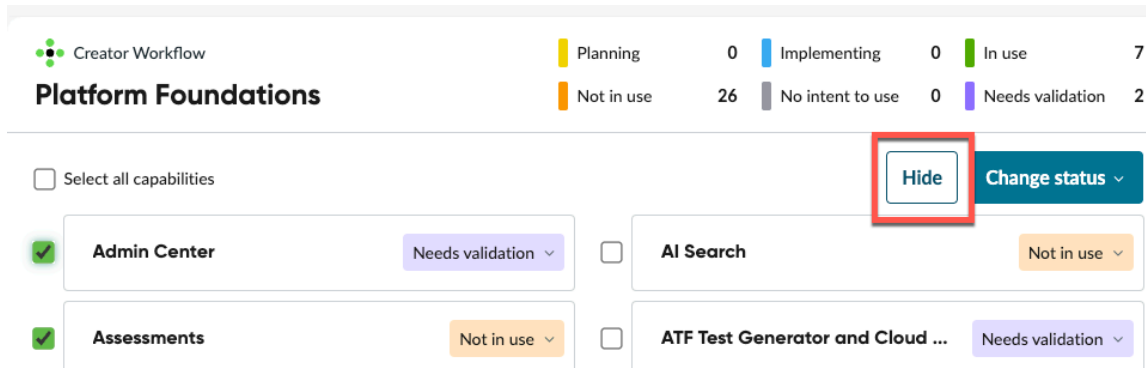 Creator Workflow
Platform Foundations
Planning 0 Implementing 0 In use 7
Not in use 26 No intent to use 0 Needs validation 2
Select all capabilities
Hide
Change status
Admin Center Needs validation
AI Search Not in use
Assessments Not in use
ATF Test Generator and Cloud ... Needs validation